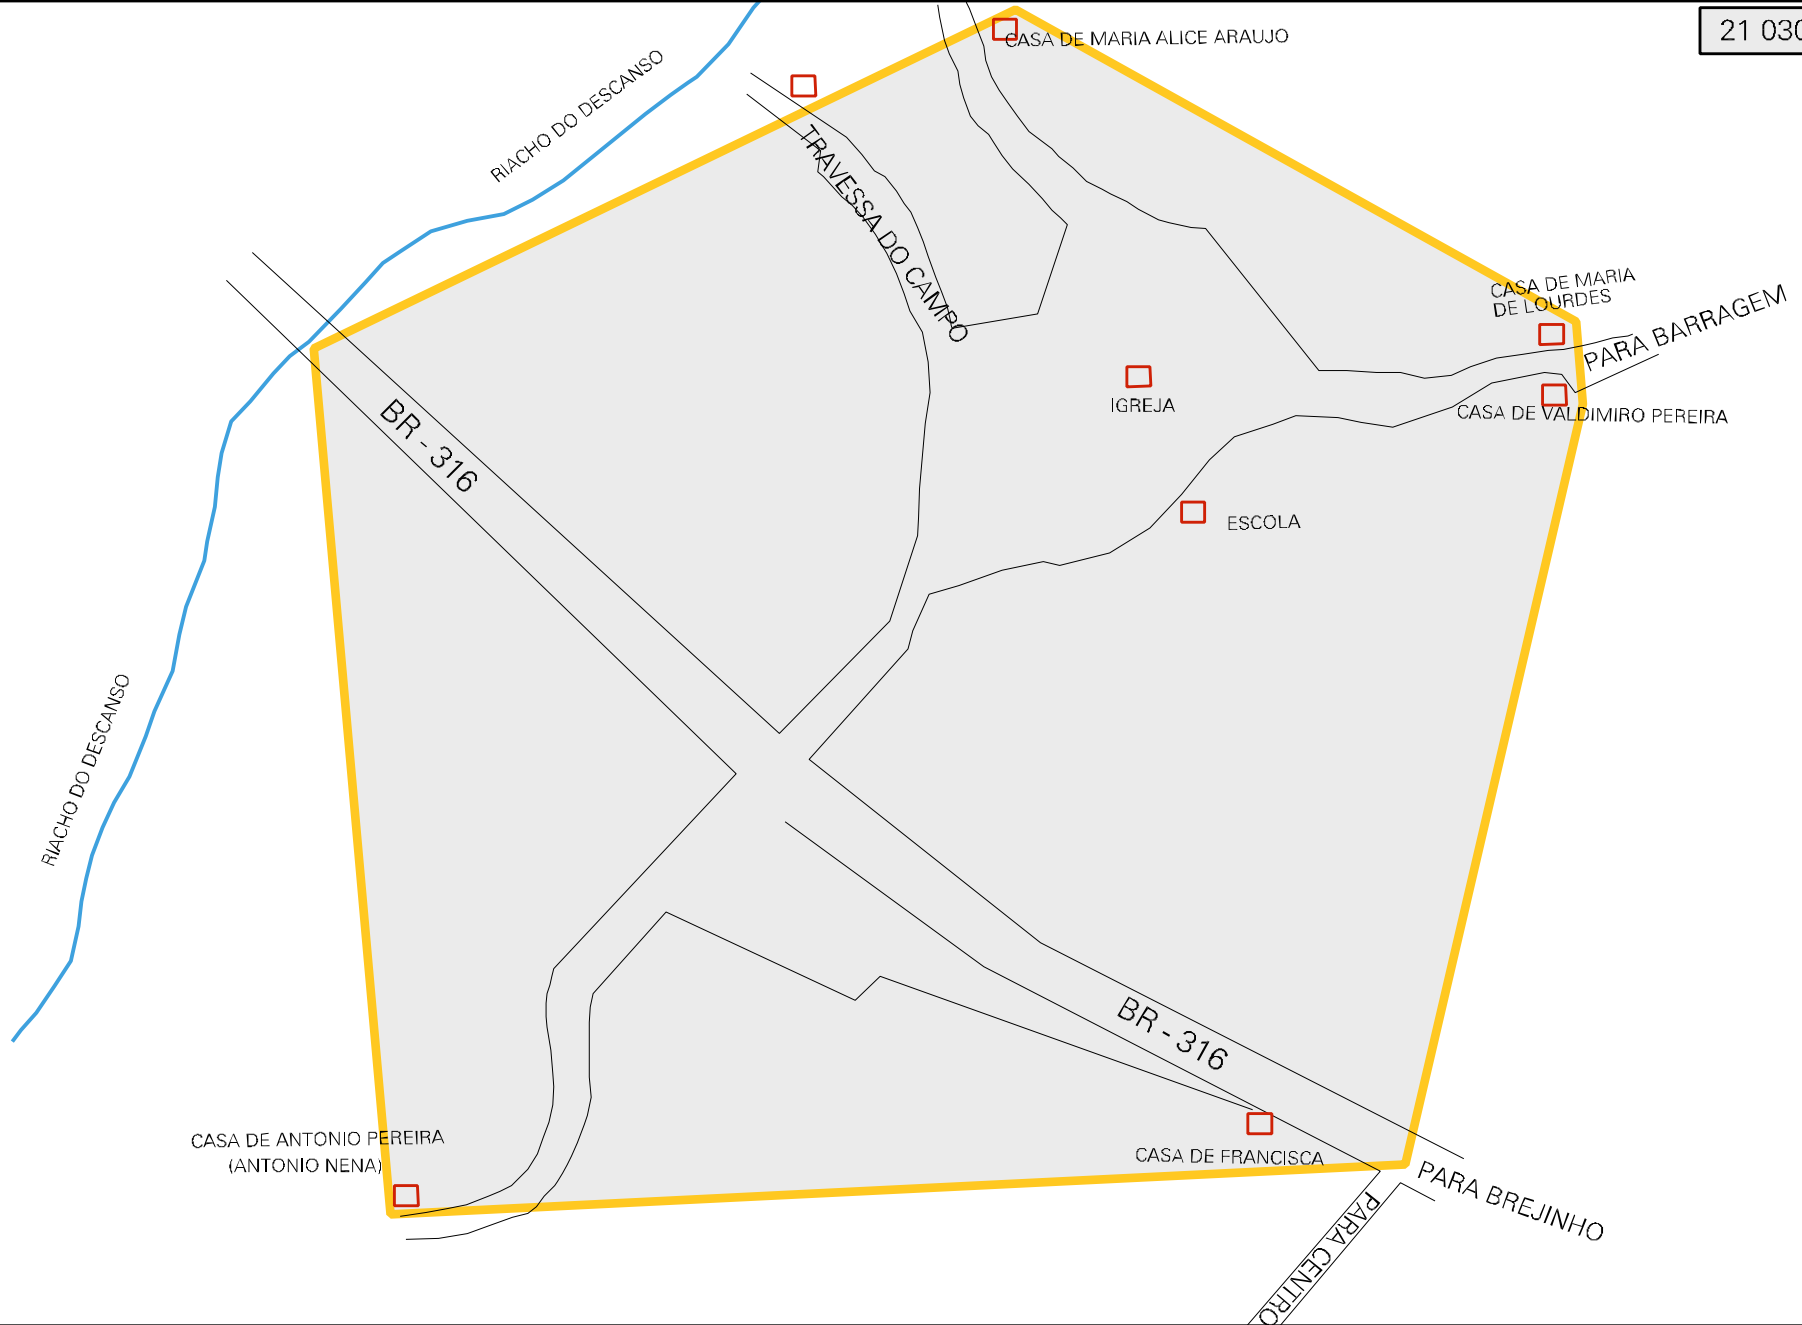 21 030
CASA DE MARIA ALICE ARAUJO
RIACHO DO DESCANSO
TRAVESSA DO CAMPO
CASA DE MARIA
DE LOURDES
PARA BARRAGEM
IGREJA
CASA DE VALDIMIRO PEREIRA
BR - 316
ESCOLA
RIACHO DO DESCANSO
BR - 316
CASA DE ANTONIO PEREIRA
(ANTONIO NENA)
CASA DE FRANCISCA
PARA BREJINHO
PARA CENTRO